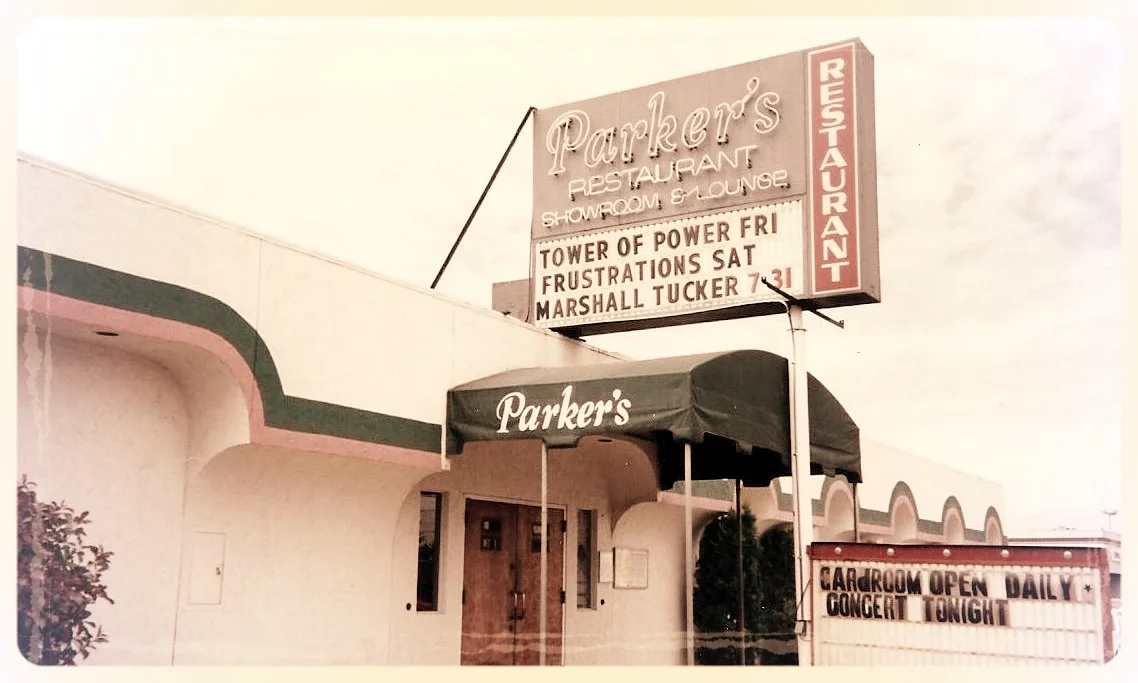 Parker's
RESTAURANT
SHOWROOM & LOUNGE
RESTAURANT
TOWER OF POWER FRI
FRUSTRATIONS SAT
MARSHALL TUCKER 7-31
Parker's
CARdROOM OPEN DAILY
CONCERT TONIGHT